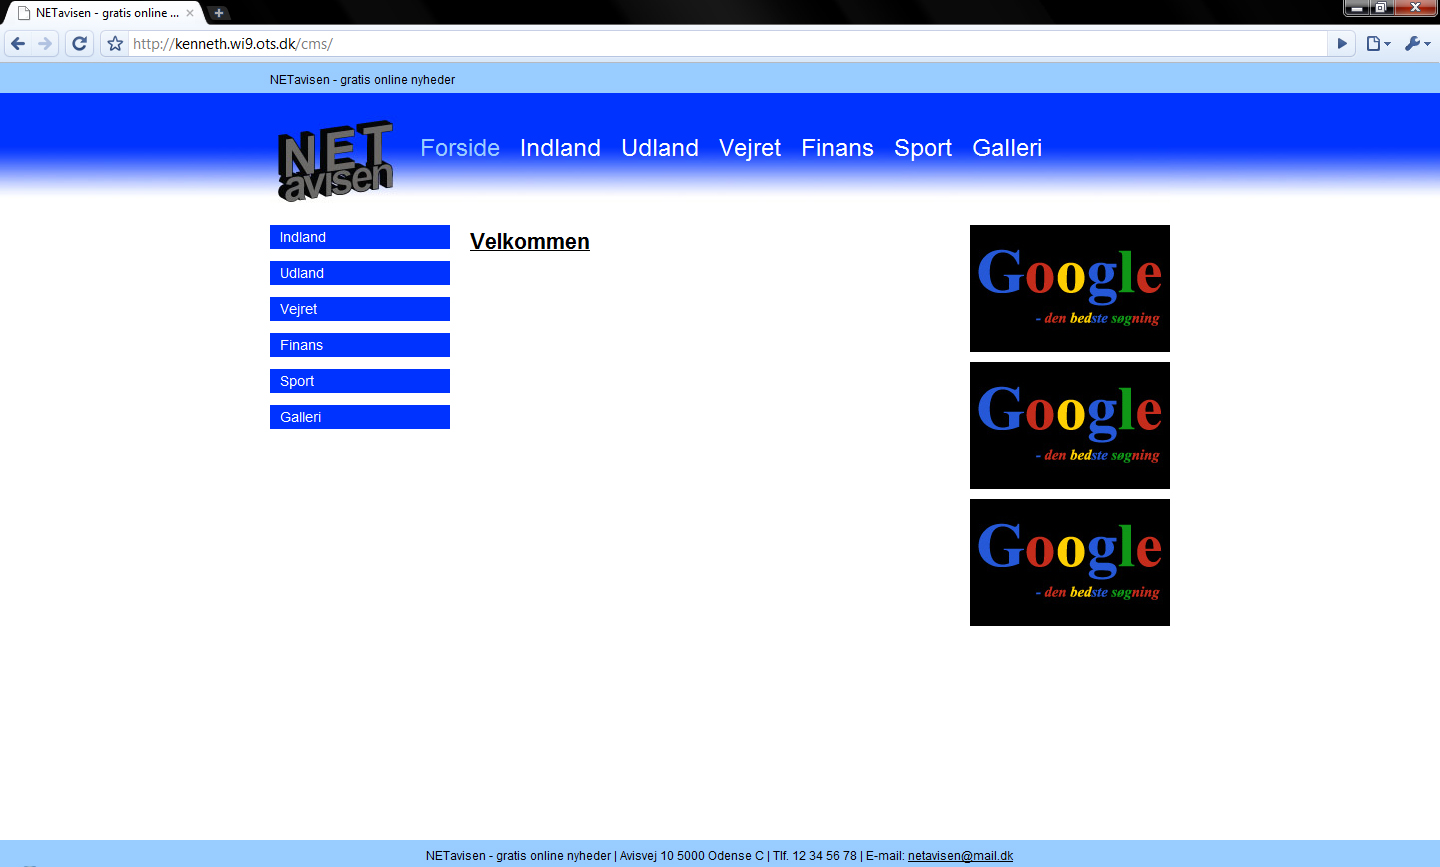 NETavisen - gratis online ...
http://kenneth.wi9.ots.dk/cms/
NETavisen - gratis online nyheder
NET
avisen
Forside Indland Udland Vejret Finans Sport Galleri
Indland
Udland
Vejret
Finans
Sport
Galleri
Velkommen
Google
- den bedste søgning
Google
- den bedste søgning
Google
- den bedste søgning
NETavisen - gratis online nyheder | Avisvej 10 5000 Odense C | Tlf. 12 34 56 78 | E-mail: netavisen@mail.dk